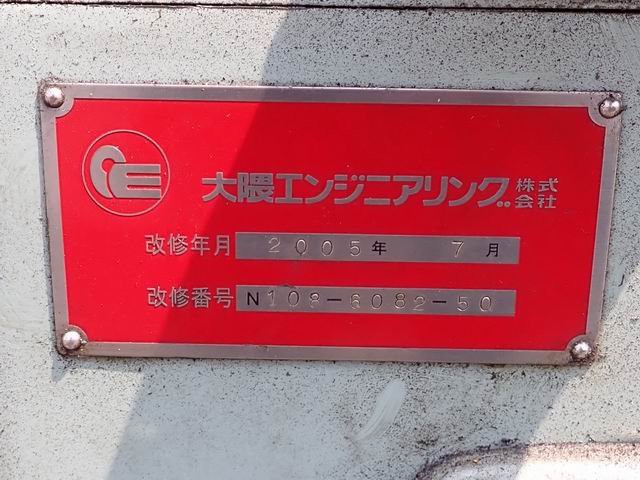 大隈エンジニアリング株式会社
改修年月 2005年 7月
改修番号 N108-6082-50